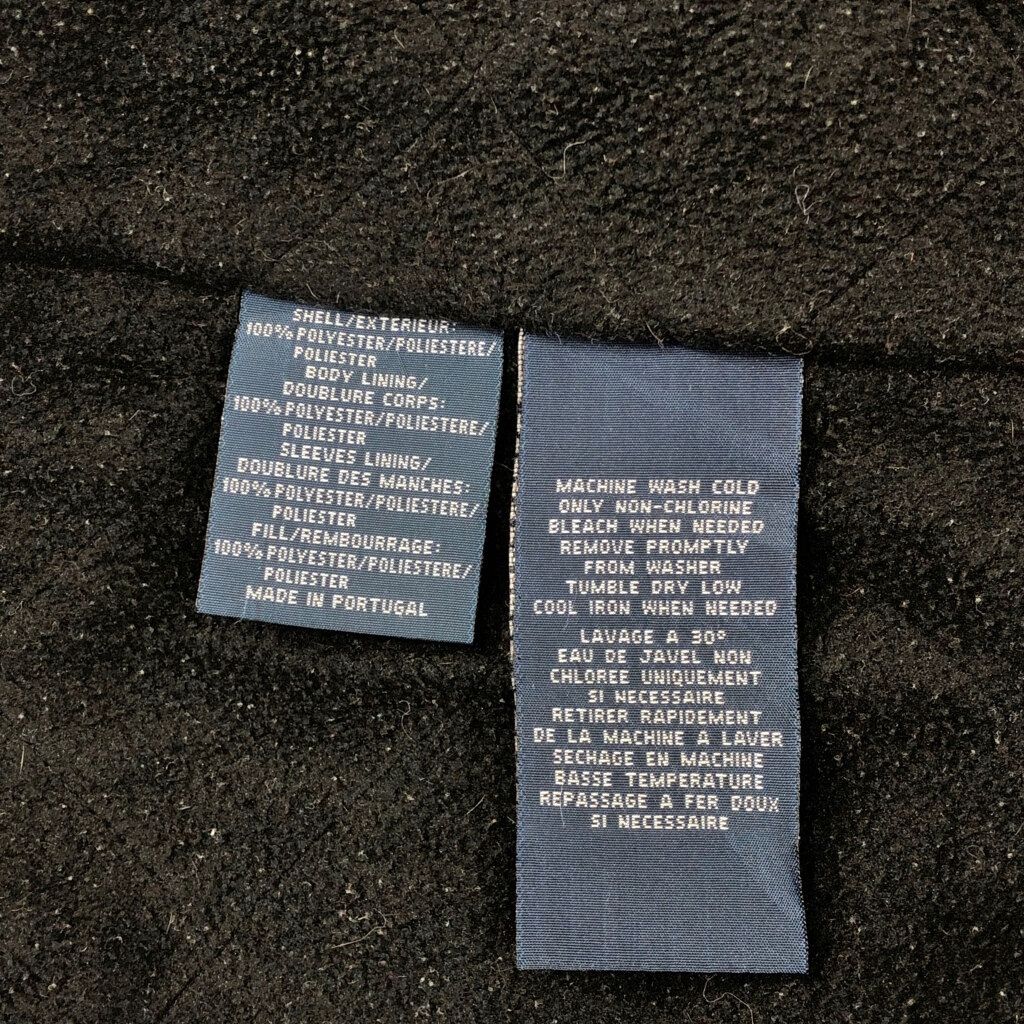 SHELL/EXTERIEUR:
100% POLYESTER/POLIESTERE/
POLIESTER
BODY LINING/
DOUBLURE CORPS:
100% POLYESTER/POLIESTERE/
POLIESTER
SLEEVES LINING/
DOUBLURE DES MANCHES:
100% POLYESTER/POLIESTERE/
POLIESTER
FILL/REMBOURRAGE:
100% POLYESTER/POLIESTERE/
POLIESTER
MADE IN PORTUGAL
MACHINE WASH COLD
ONLY NON-CHLORINE
BLEACH WHEN NEEDED
REMOVE PROMPTLY
FROM WASHER
TUMBLE DRY LOW
COOL IRON WHEN NEEDED
LAVAGE A 30°
EAU DE JAVEL NON
CHLOREE UNIQUEMENT
SI NECESSAIRE
RETIRER RAPIDEMENT
DE LA MACHINE A LAVER
SECHAGE EN MACHINE
BASSE TEMPERATURE
REPASSAGE A FER DOUX
SI NECESSAIRE